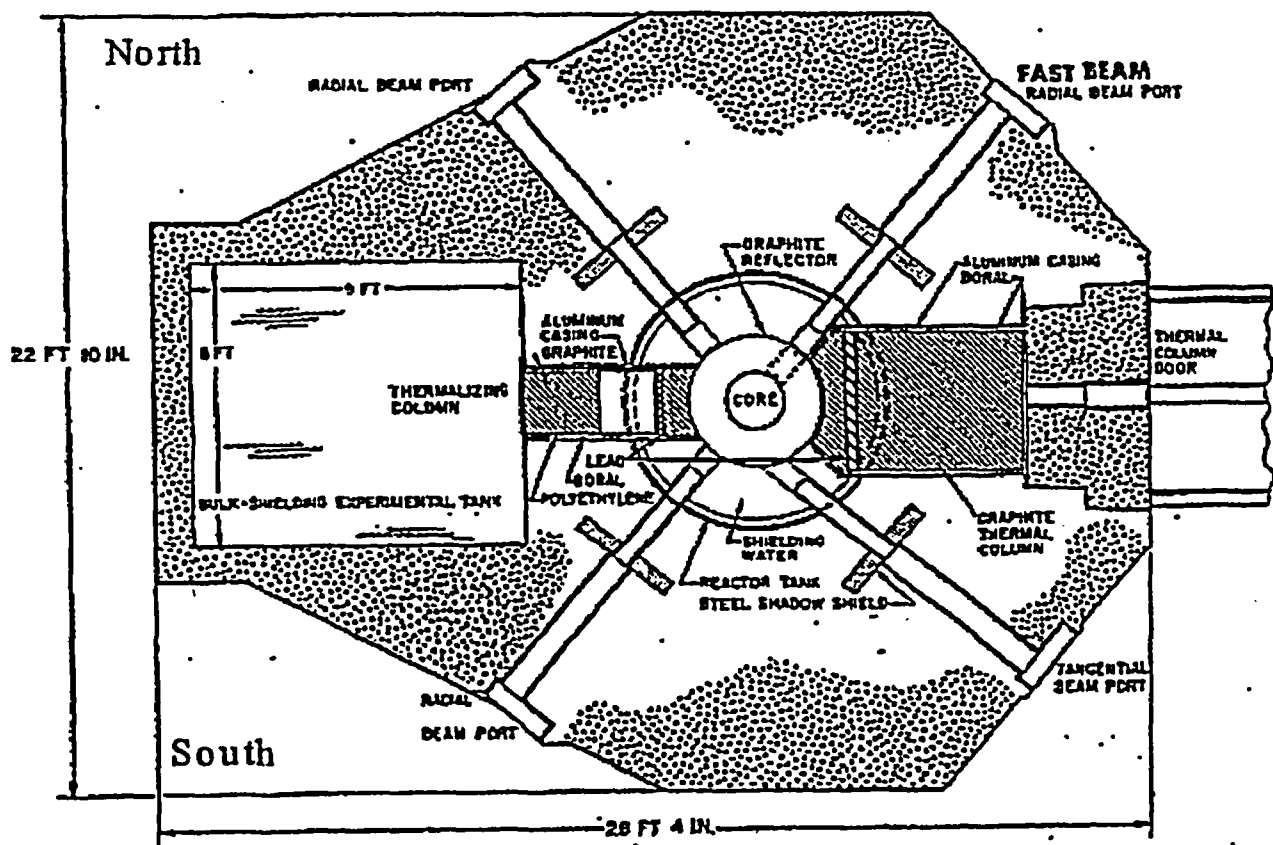 North
RADIAL BEAM PORT
FAST BEAM
RADIAL BEAM PORT
GRAPHITE
REFLECTOR
ALUMINUM CASING
BORAL
9 FT
ALUMINUM
CASING
GRAPHITE
22 FT 10 IN.
8 FT
THERMAL
COLUMN
DOOR
THERMALIZING
COLUMN
CORE
LEAD
BORAL
POLYETHYLENE
BULK-SHIELDING EXPERIMENTAL TANK
GRAPHITE
THERMAL
COLUMN
SHIELDING
WATER
REACTOR TANK
STEEL SHADOW SHIELD
TANGENTIAL
BEAM PORT
RADIAL
BEAM PORT
South
28 FT 4 IN.